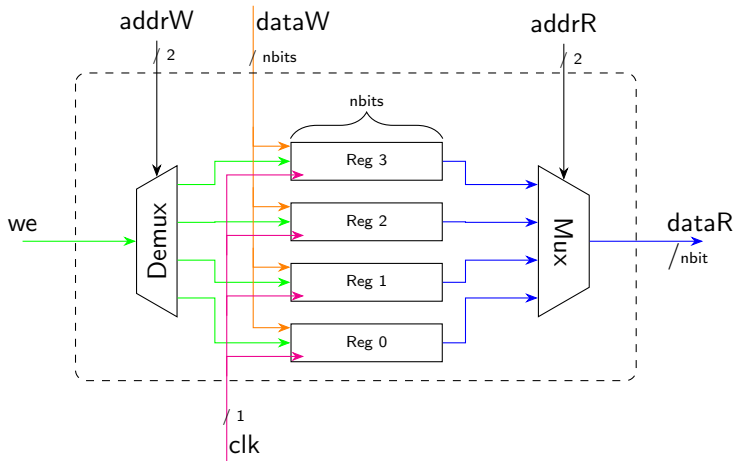 addrW
dataW
addrR
2
nbits
2
nbits
Reg 3
Reg 2
we
Demux
Mux
dataR
nbit
Reg 1
Reg 0
1
clk